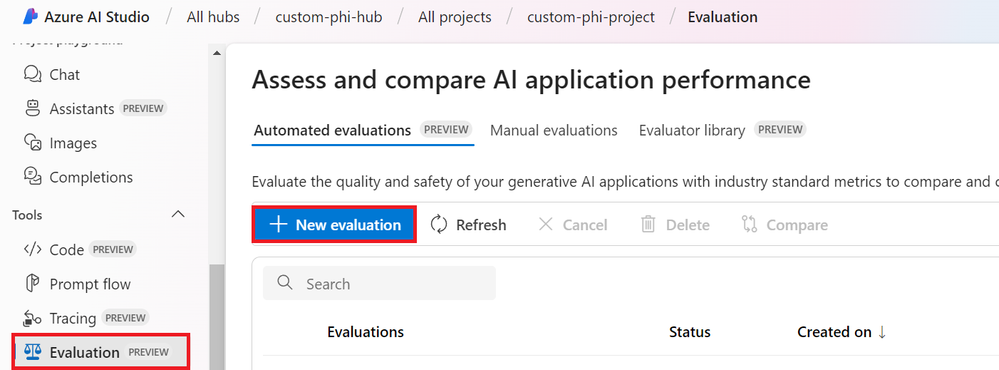 Azure AI Studio / All hubs / custom-phi-hub / All projects / custom-phi-project / Evaluation
Project playground
Chat
Assistants PREVIEW
Images
Completions
Tools
Code PREVIEW
Prompt flow
Tracing PREVIEW
Evaluation PREVIEW
Assess and compare AI application performance
Automated evaluations PREVIEW Manual evaluations Evaluator library PREVIEW
Evaluate the quality and safety of your generative AI applications with industry standard metrics to compare and c
+ New evaluation Refresh Cancel Delete Compare
Search
Evaluations Status Created on ↓